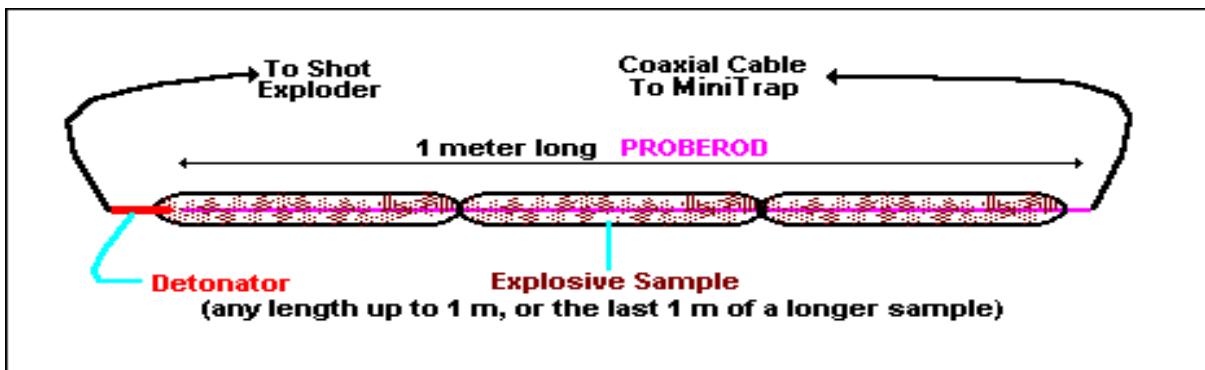 To Shot
Exploder
Coaxial Cable
To MiniTrap
1 meter long PROBEROD
Detonator
Explosive Sample
(any length up to 1 m, or the last 1 m of a longer sample)